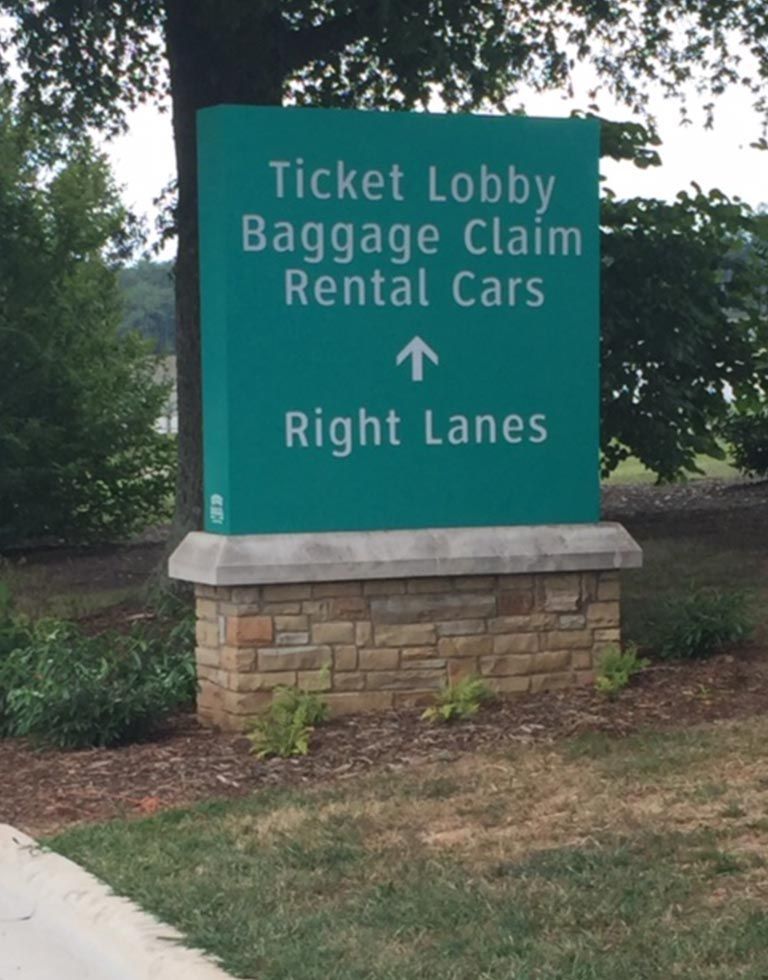 Ticket Lobby
Baggage Claim
Rental Cars
↑
Right Lanes